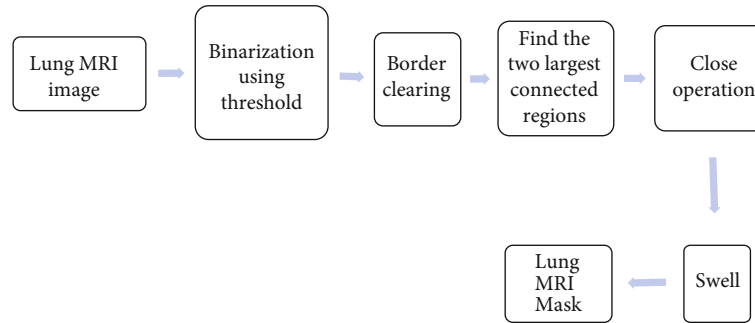 Lung MRI
image
Binarization
using
threshold
Border
clearing
Find the
two largest
connected
regions
Close
operation
Swell
Lung
MRI
Mask